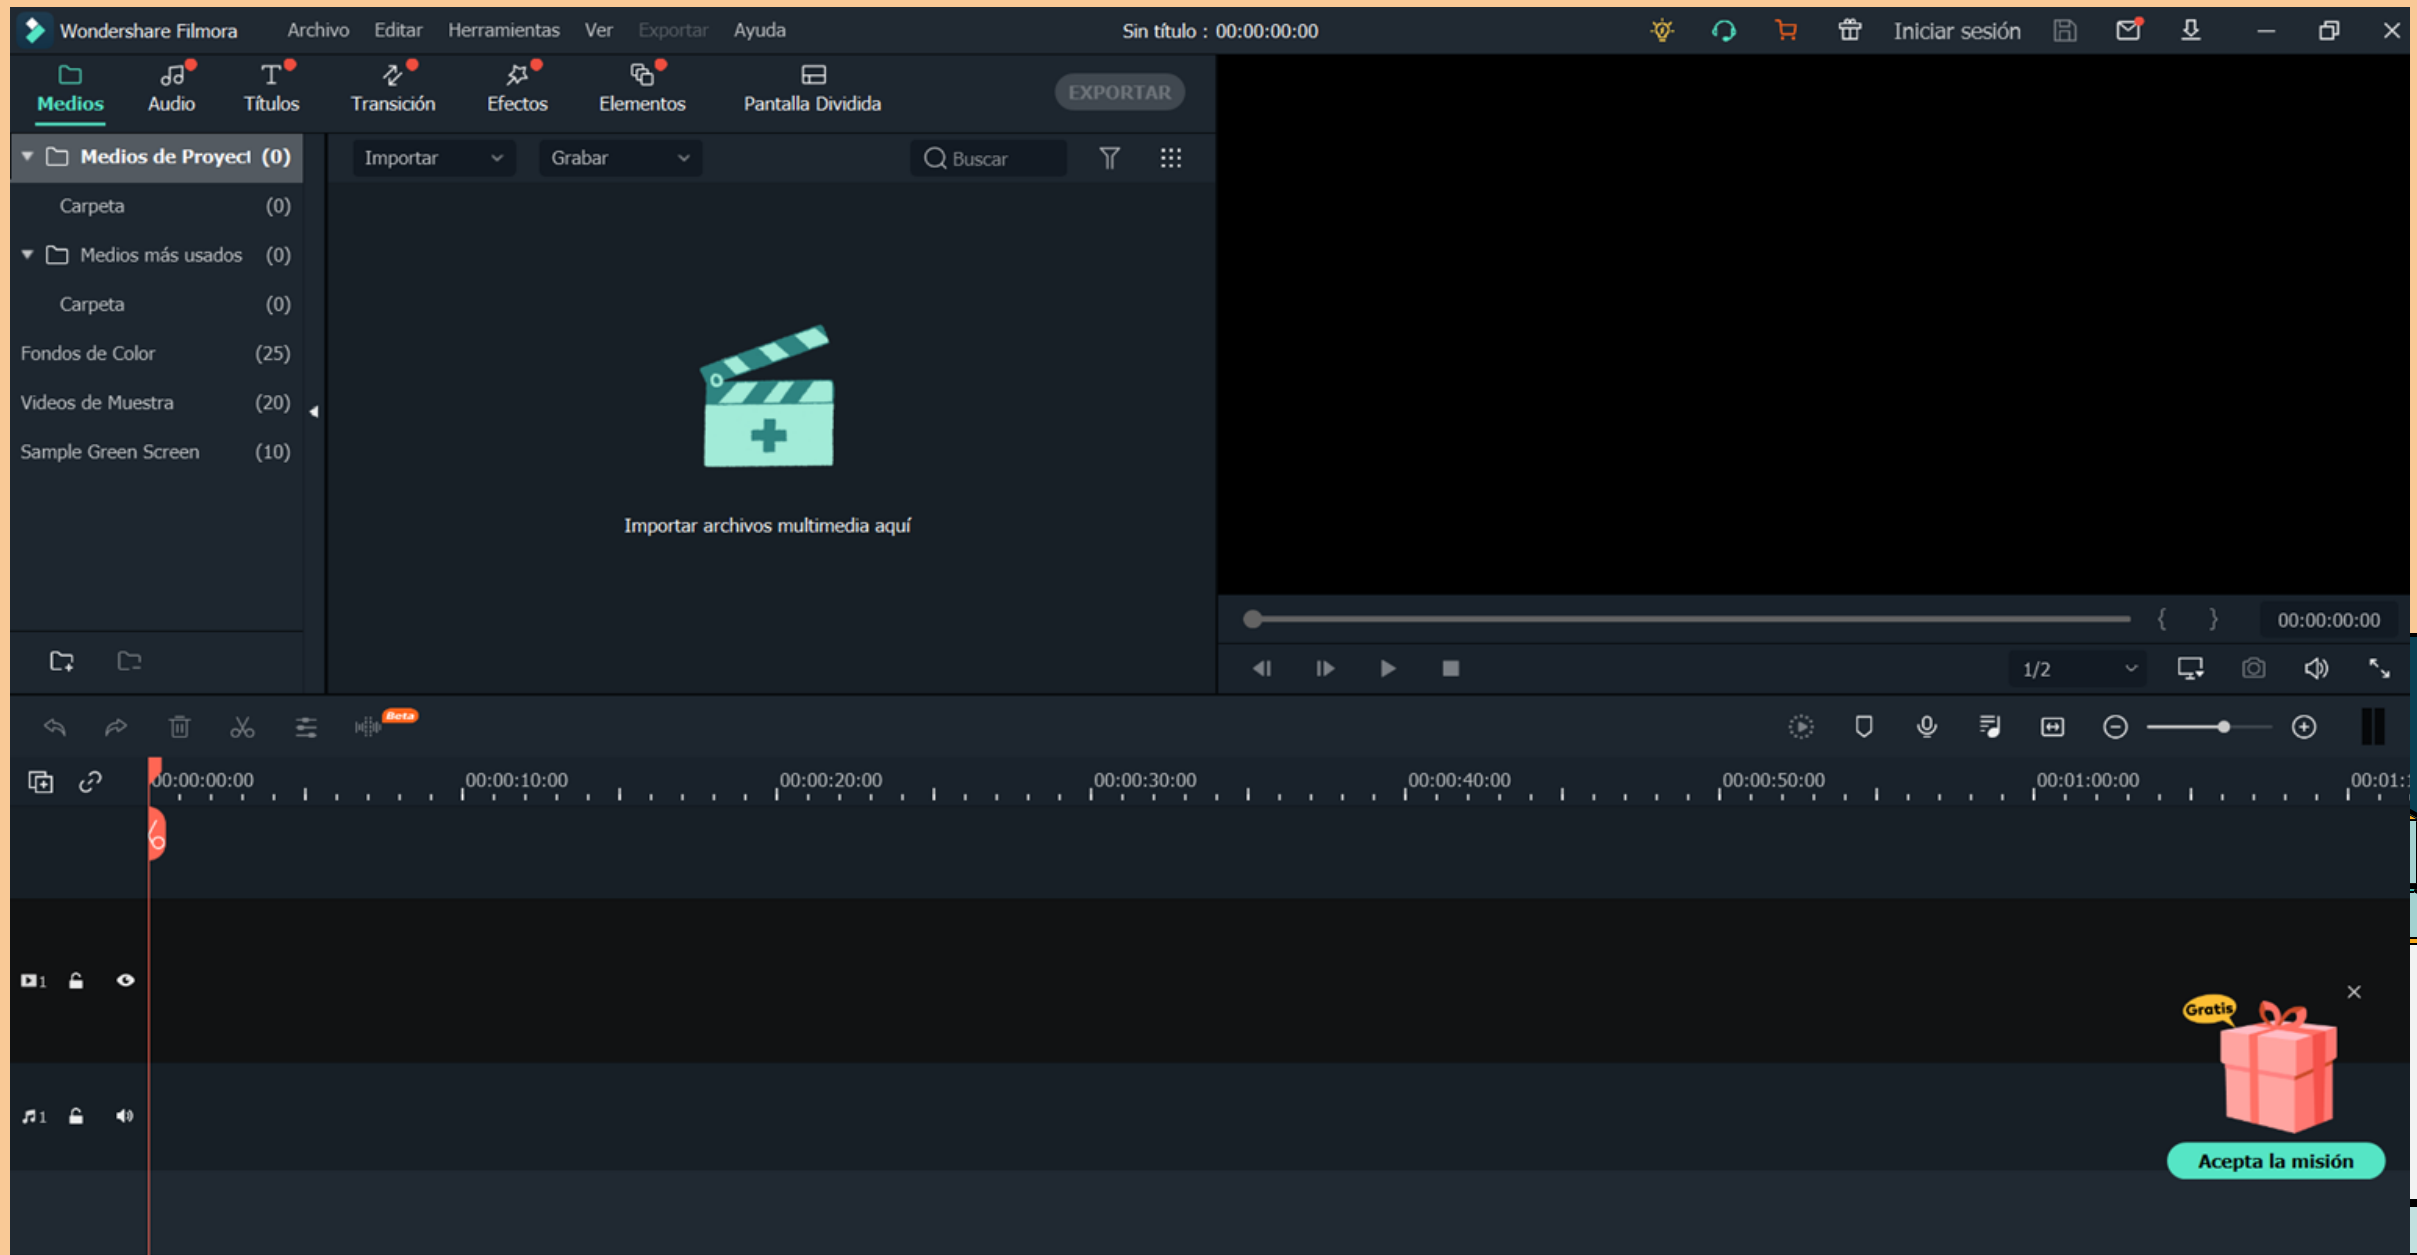 Wondershare Filmora Archivo Editar Herramientas Ver Exportar Ayuda Sin título : 00:00:00:00 Iniciar sesión
Medios Audio Títulos Transición Efectos Elementos Pantalla Dividida EXPORTAR
Medios de Proyect (0) Importar Grabar Buscar
Carpeta (0)
Medios más usados (0)
Carpeta (0)
Fondos de Color (25)
Videos de Muestra (20)
Sample Green Screen (10)
Importar archivos multimedia aquí
00:00:00:00
1/2
Beta
00:00:00:00 00:00:10:00 00:00:20:00 00:00:30:00 00:00:40:00 00:00:50:00 00:01:00:00 00:01:
1
Gratis
1
Acepta la misión